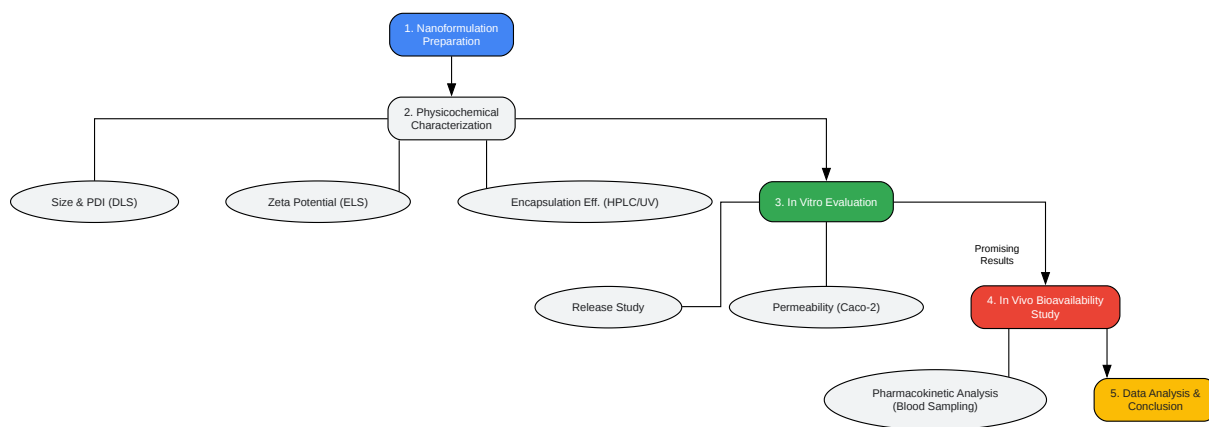 1. Nanoformulation
Preparation
2. Physicochemical
Characterization
Size & PDI (DLS)
Zeta Potential (ELS)
Encapsulation Eff. (HPLC/UV)
3. In Vitro Evaluation
Promising
Results
Release Study
Permeability (Caco-2)
4. In Vivo Bioavailability
Study
Pharmacokinetic Analysis
(Blood Sampling)
5. Data Analysis &
Conclusion